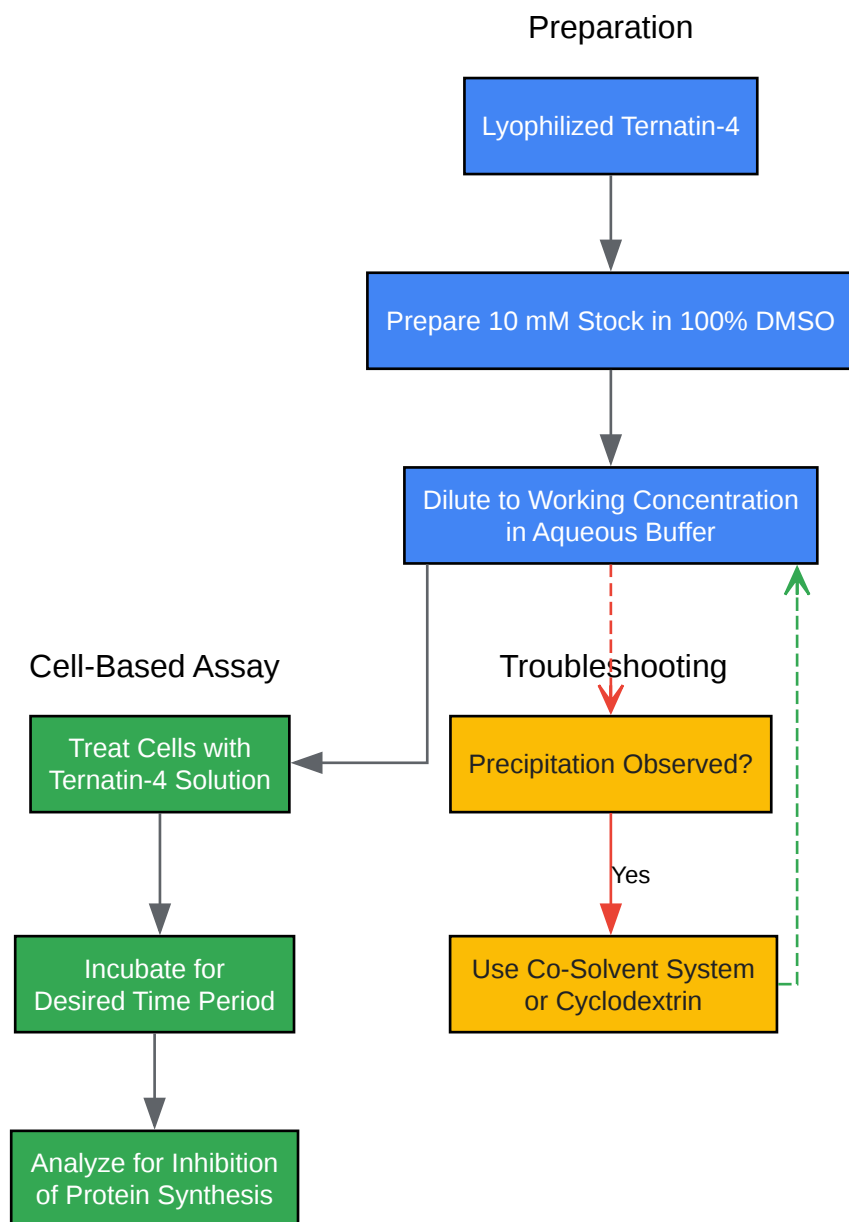 Preparation
Lyophilized Ternatin-4
Prepare 10 mM Stock in 100% DMSO
Dilute to Working Concentration
in Aqueous Buffer
Cell-Based Assay
Troubleshooting
Treat Cells with
Ternatin-4 Solution
Precipitation Observed?
Yes
Incubate for
Desired Time Period
Use Co-Solvent System
or Cyclodextrin
Analyze for Inhibition
of Protein Synthesis